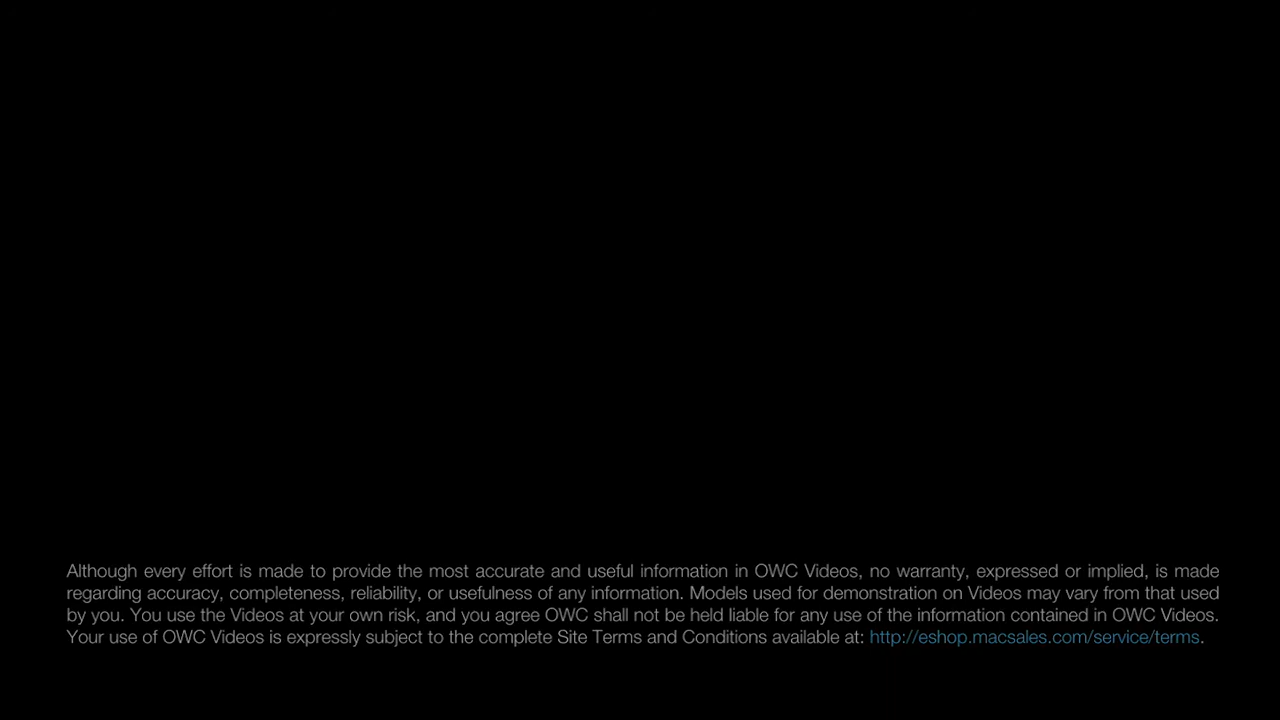 Although every effort is made to provide the most accurate and useful information in OWC Videos, no warranty, expressed or implied, is made
regarding accuracy, completeness, reliability, or usefulness of any information. Models used for demonstration on Videos may vary from that used
by you. You use the Videos at your own risk, and you agree OWC shall not be held liable for any use of the information contained in OWC Videos.
Your use of OWC Videos is expressly subject to the complete Site Terms and Conditions available at: http://eshop.macsales.com/service/terms.